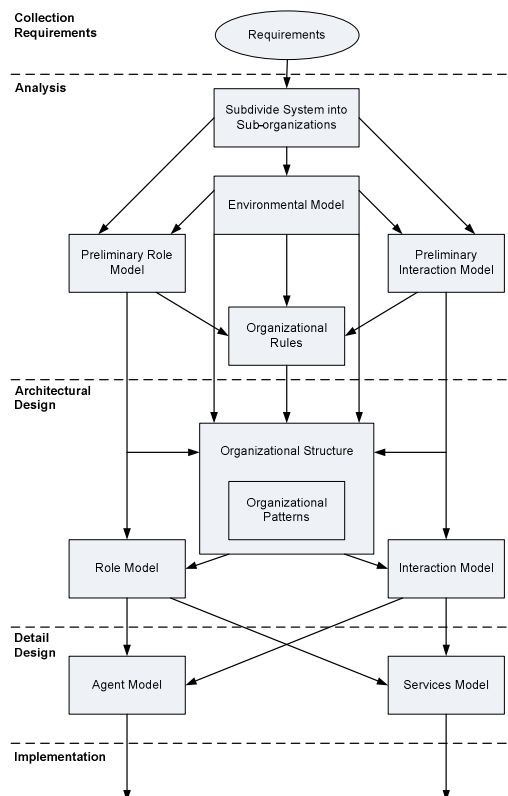 Collection
Requirements
Requirements
Analysis
Subdivide System into
Sub-organizations
Environmental Model
Preliminary Role
Model
Preliminary
Interaction Model
Organizational
Rules
Architectural
Design
Organizational Structure
Organizational
Patterns
Role Model
Interaction Model
Detail
Design
Agent Model
Services Model
Implementation